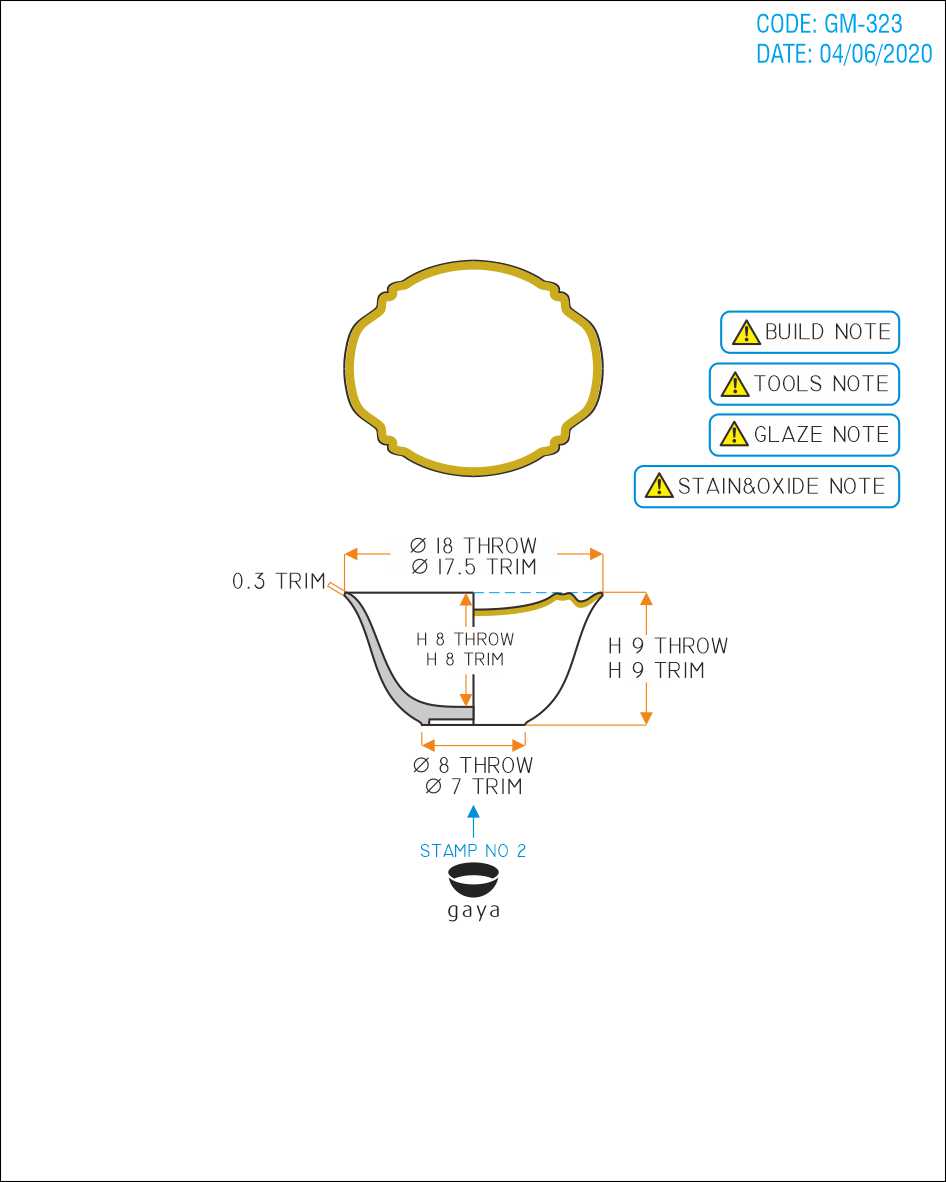 CODE: GM-323
DATE: 04/06/2020
BUILD NOTE
TOOLS NOTE
GLAZE NOTE
STAIN&OXIDE NOTE
Ø 18 THROW
Ø 17.5 TRIM
0.3 TRIM
H 8 THROW
H 8 TRIM
H 9 THROW
H 9 TRIM
Ø 8 THROW
Ø 7 TRIM
STAMP NO 2
gaya